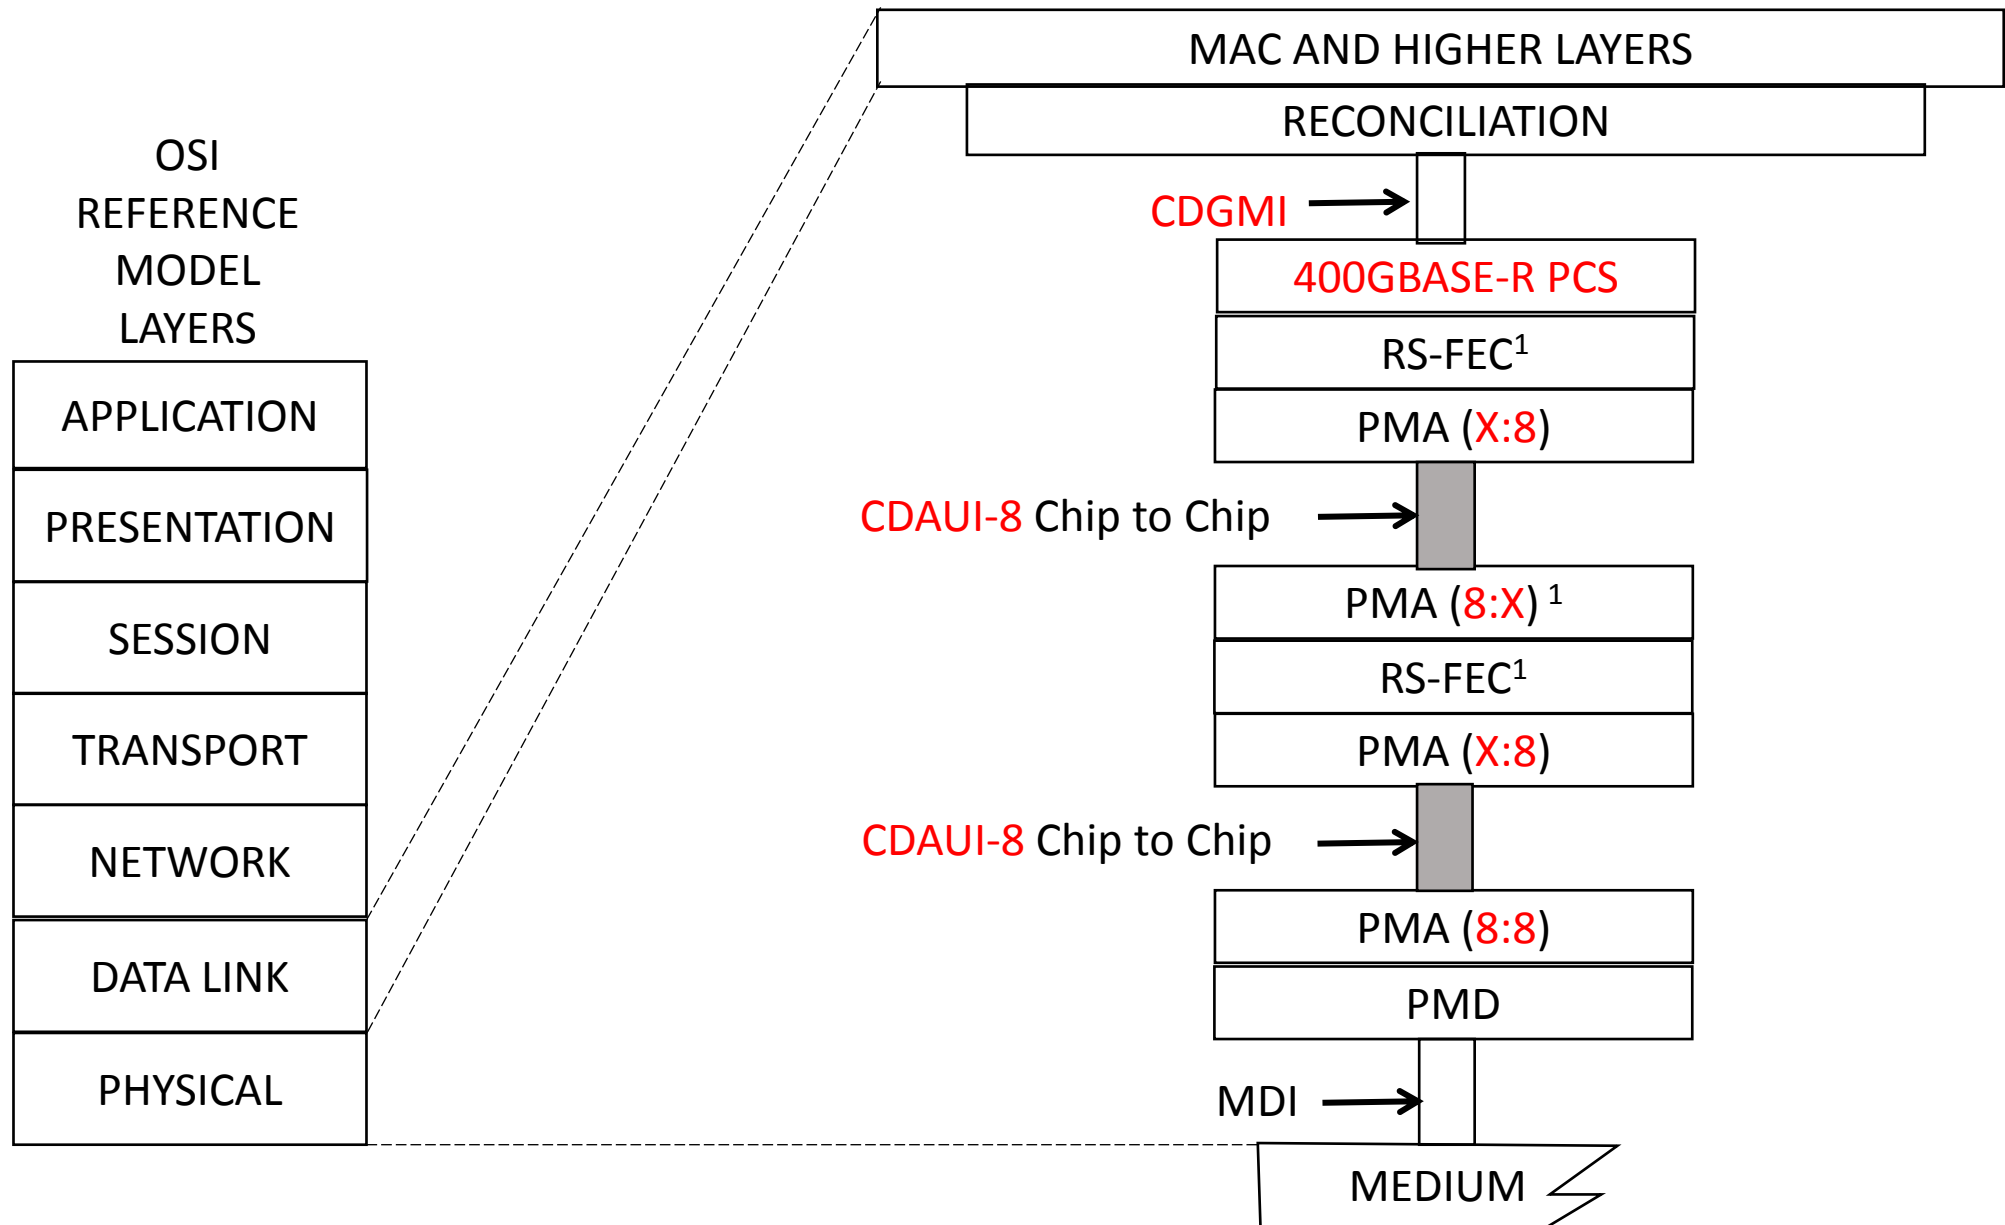 OSI
REFERENCE
MODEL
LAYERS
APPLICATION
PRESENTATION
SESSION
TRANSPORT
NETWORK
DATA LINK
PHYSICAL
MAC AND HIGHER LAYERS
RECONCILIATION
CDGMI
400GBASE-R PCS
RS-FEC¹
PMA (X:8)
CDAUI-8 Chip to Chip
PMA (8:X) ¹
RS-FEC¹
PMA (X:8)
CDAUI-8 Chip to Chip
PMA (8:8)
PMD
MDI
MEDIUM